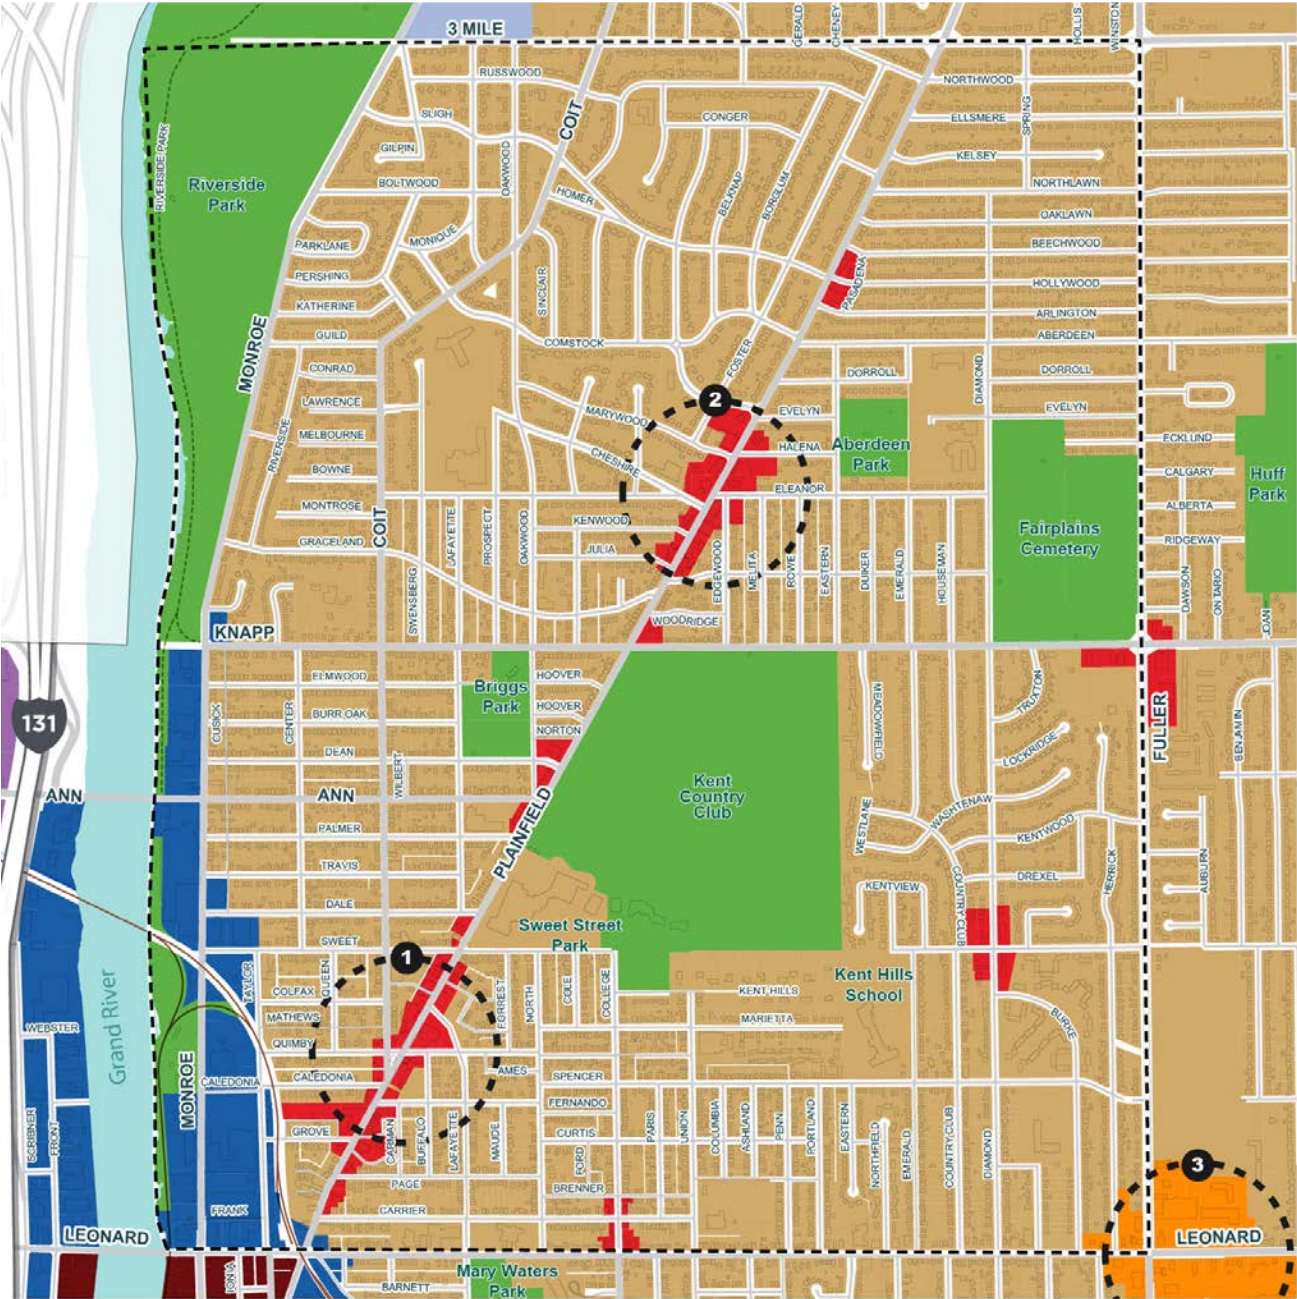 3 MILE
GERALD
CHENEY
HOLLIS
WINSTON
RUSSWOOD
NORTHWOOD
SLIGH
COIT
CONGER
ELLSMERE
SPRING
RIVERSIDE PARK
GILPIN
OAKWOOD
KELSEY
Riverside
Park
BOLTWOOD
HOMER
BELKNAP
BORGLUM
NORTHLAWN
OAKLAWN
PARKLANE
MONIQUE
BEECHWOOD
PERSHING
SINCLAIR
PASADENA
HOLLYWOOD
KATHERINE
ARLINGTON
MONROE
GUILD
COMSTOCK
FOSTER
ABERDEEN
CONRAD
DORROLL
DIAMOND
DORROLL
LAWRENCE
MARYWOOD
2
EVELYN
EVELYN
RIVERSIDE
MELBOURNE
CHESHIRE
HALENA
Aberdeen
Park
ECKLUND
BOWNE
CALGARY
Huff
Park
MONTROSE
ELEANOR
ALBERTA
COIT
LAFAYETTE
PROSPECT
OAKWOOD
KENWOOD
Fairplains
Cemetery
GRACELAND
JULIA
RIDGEWAY
SWENSBERG
EDGEWOOD
MELITA
ROWE
EASTERN
DUIKER
EMERALD
HOUSEMAN
DAWSON
ONTARIO
JOAN
KNAPP
WOODRIDGE
ELMWOOD
HOOVER
Briggs
Park
TRUXTON
CUSICK
CENTER
BURR OAK
HOOVER
MEADOWFIELD
FULLER
131
NORTON
BENJAMIN
DEAN
WILBERT
LOCKRIDGE
ANN
ANN
Kent
Country
Club
PALMER
PLAINFIELD
WESTLANE
WASHTENAW
KENTWOOD
TRAVIS
HERRICK
AUBURN
DREXEL
KENTVIEW
COUNTRY CLUB
DALE
Sweet Street
Park
SWEET
1
Grand River
TAYLOR
QUEEN
COLFAX
FORREST
NORTH
COLE
COLLEGE
Kent Hills
School
KENT HILLS
WEBSTER
MATHEWS
MARIETTA
BURKE
QUIMBY
MONROE
CALEDONIA
CALEDONIA
AMES
SPENCER
SCRIBNER
FRONT
FERNANDO
GROVE
CARMAN
BUFFALO
LAFAYETTE
MAUDE
CURTIS
FORD
PARIS
UNION
COLUMBIA
ASHLAND
PENN
PORTLAND
EASTERN
NORTHFIELD
EMERALD
COUNTRY CLUB
DIAMOND
3
PAGE
BRENNER
FRANK
CARRIER
LEONARD
LEONARD
IONIA
BARNETT
Mary Waters
Park